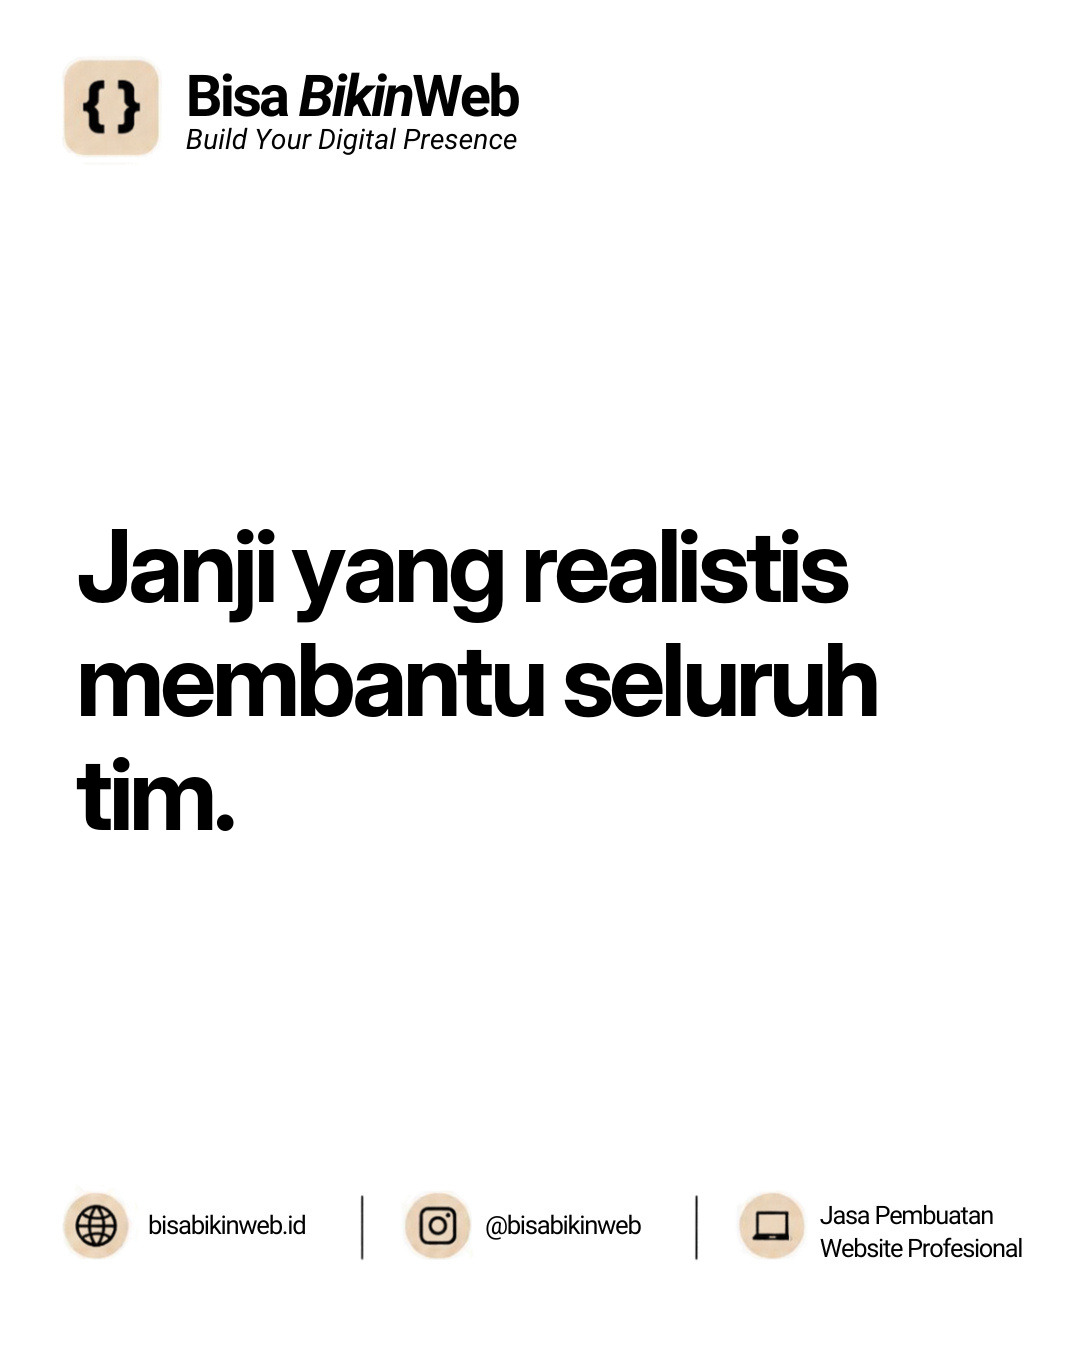 { }
Bisa BikinWeb
Build Your Digital Presence
Janji yang realistis
membantu seluruh
tim.
bisabikinweb.id
@bisabikinweb
Jasa Pembuatan
Website Profesional